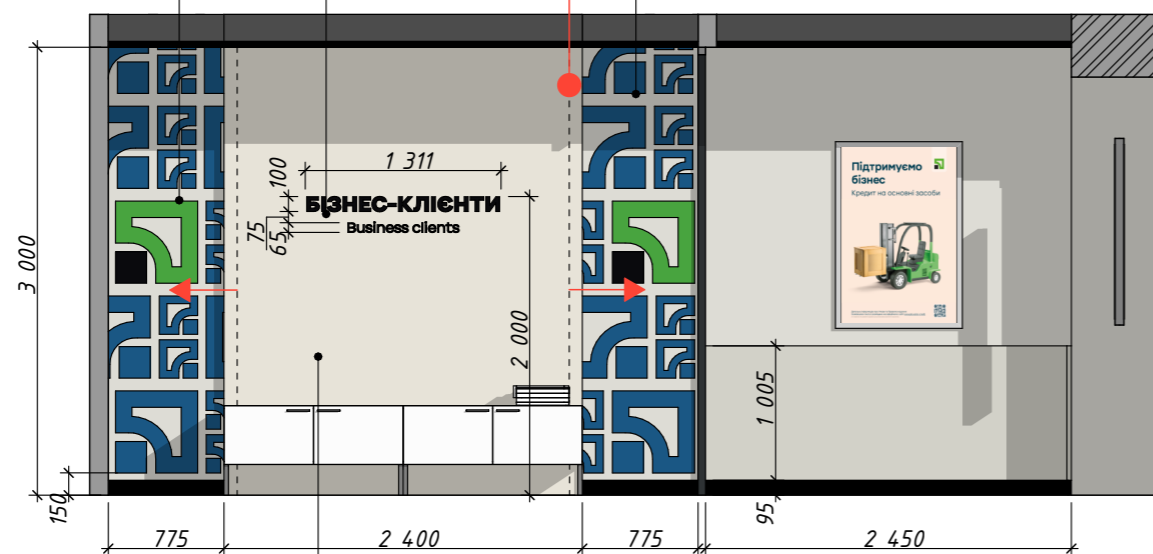 1 311
100
БІЗНЕС-КЛІЄНТИ
Business clients
75
65
3 000
2 000
Підтримуємо
бізнес
Кредит на основні засоби
1 005
150
95
775
2 400
775
2 450